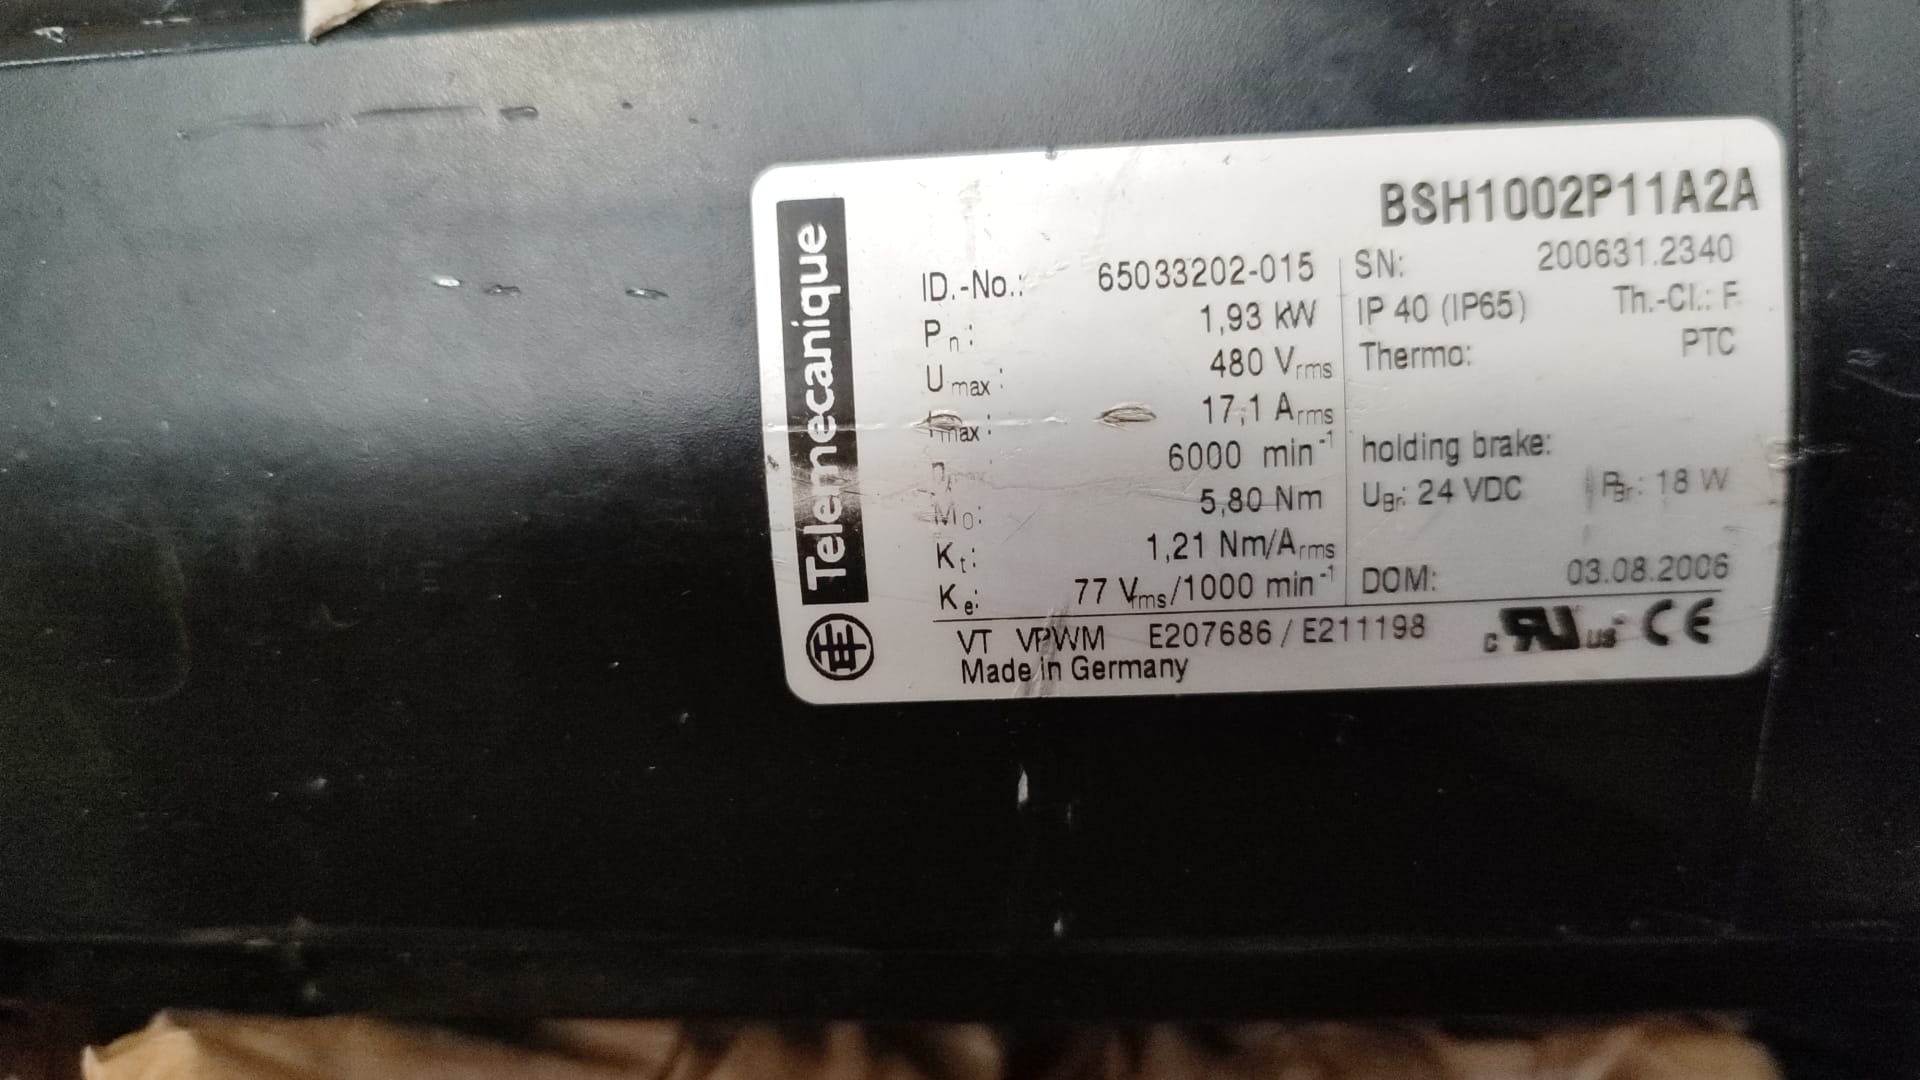 Telemecanique
BSH1002P11A2A
ID.-No.: 65033202-015
Pn: 1,93 kW
Umax: 480 Vrms
Imax: 17,1 Arms
6000 min-1
M0: 5,80 Nm
Kt: 1,21 Nm/Arms
Ke: 77 Vrms/1000 min-1
SN: 200631.2340
IP 40 (IP65) Th.-Cl.: F
Thermo: PTC
holding brake:
UBr: 24 VDC PBr: 18 W
DOM: 03.08.2006
VT VPWM E207686 / E211198
c RU us CE
Made in Germany